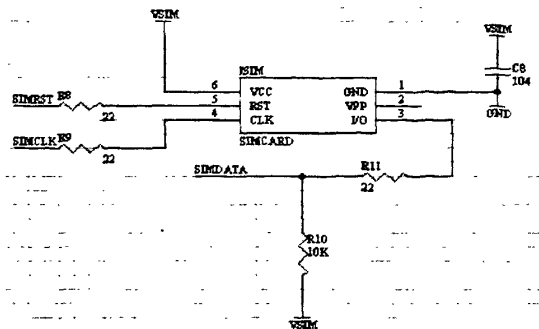 VSIM
VSIM
JSIM
6 VCC GND 1
5 RST VPP 2
4 CLK I/O 3
SIMCARD
SIMRST R8
22
SIMCLK R9
22
C8
104
GND
SIMDATA
R11
22
R10
10K
VSIM